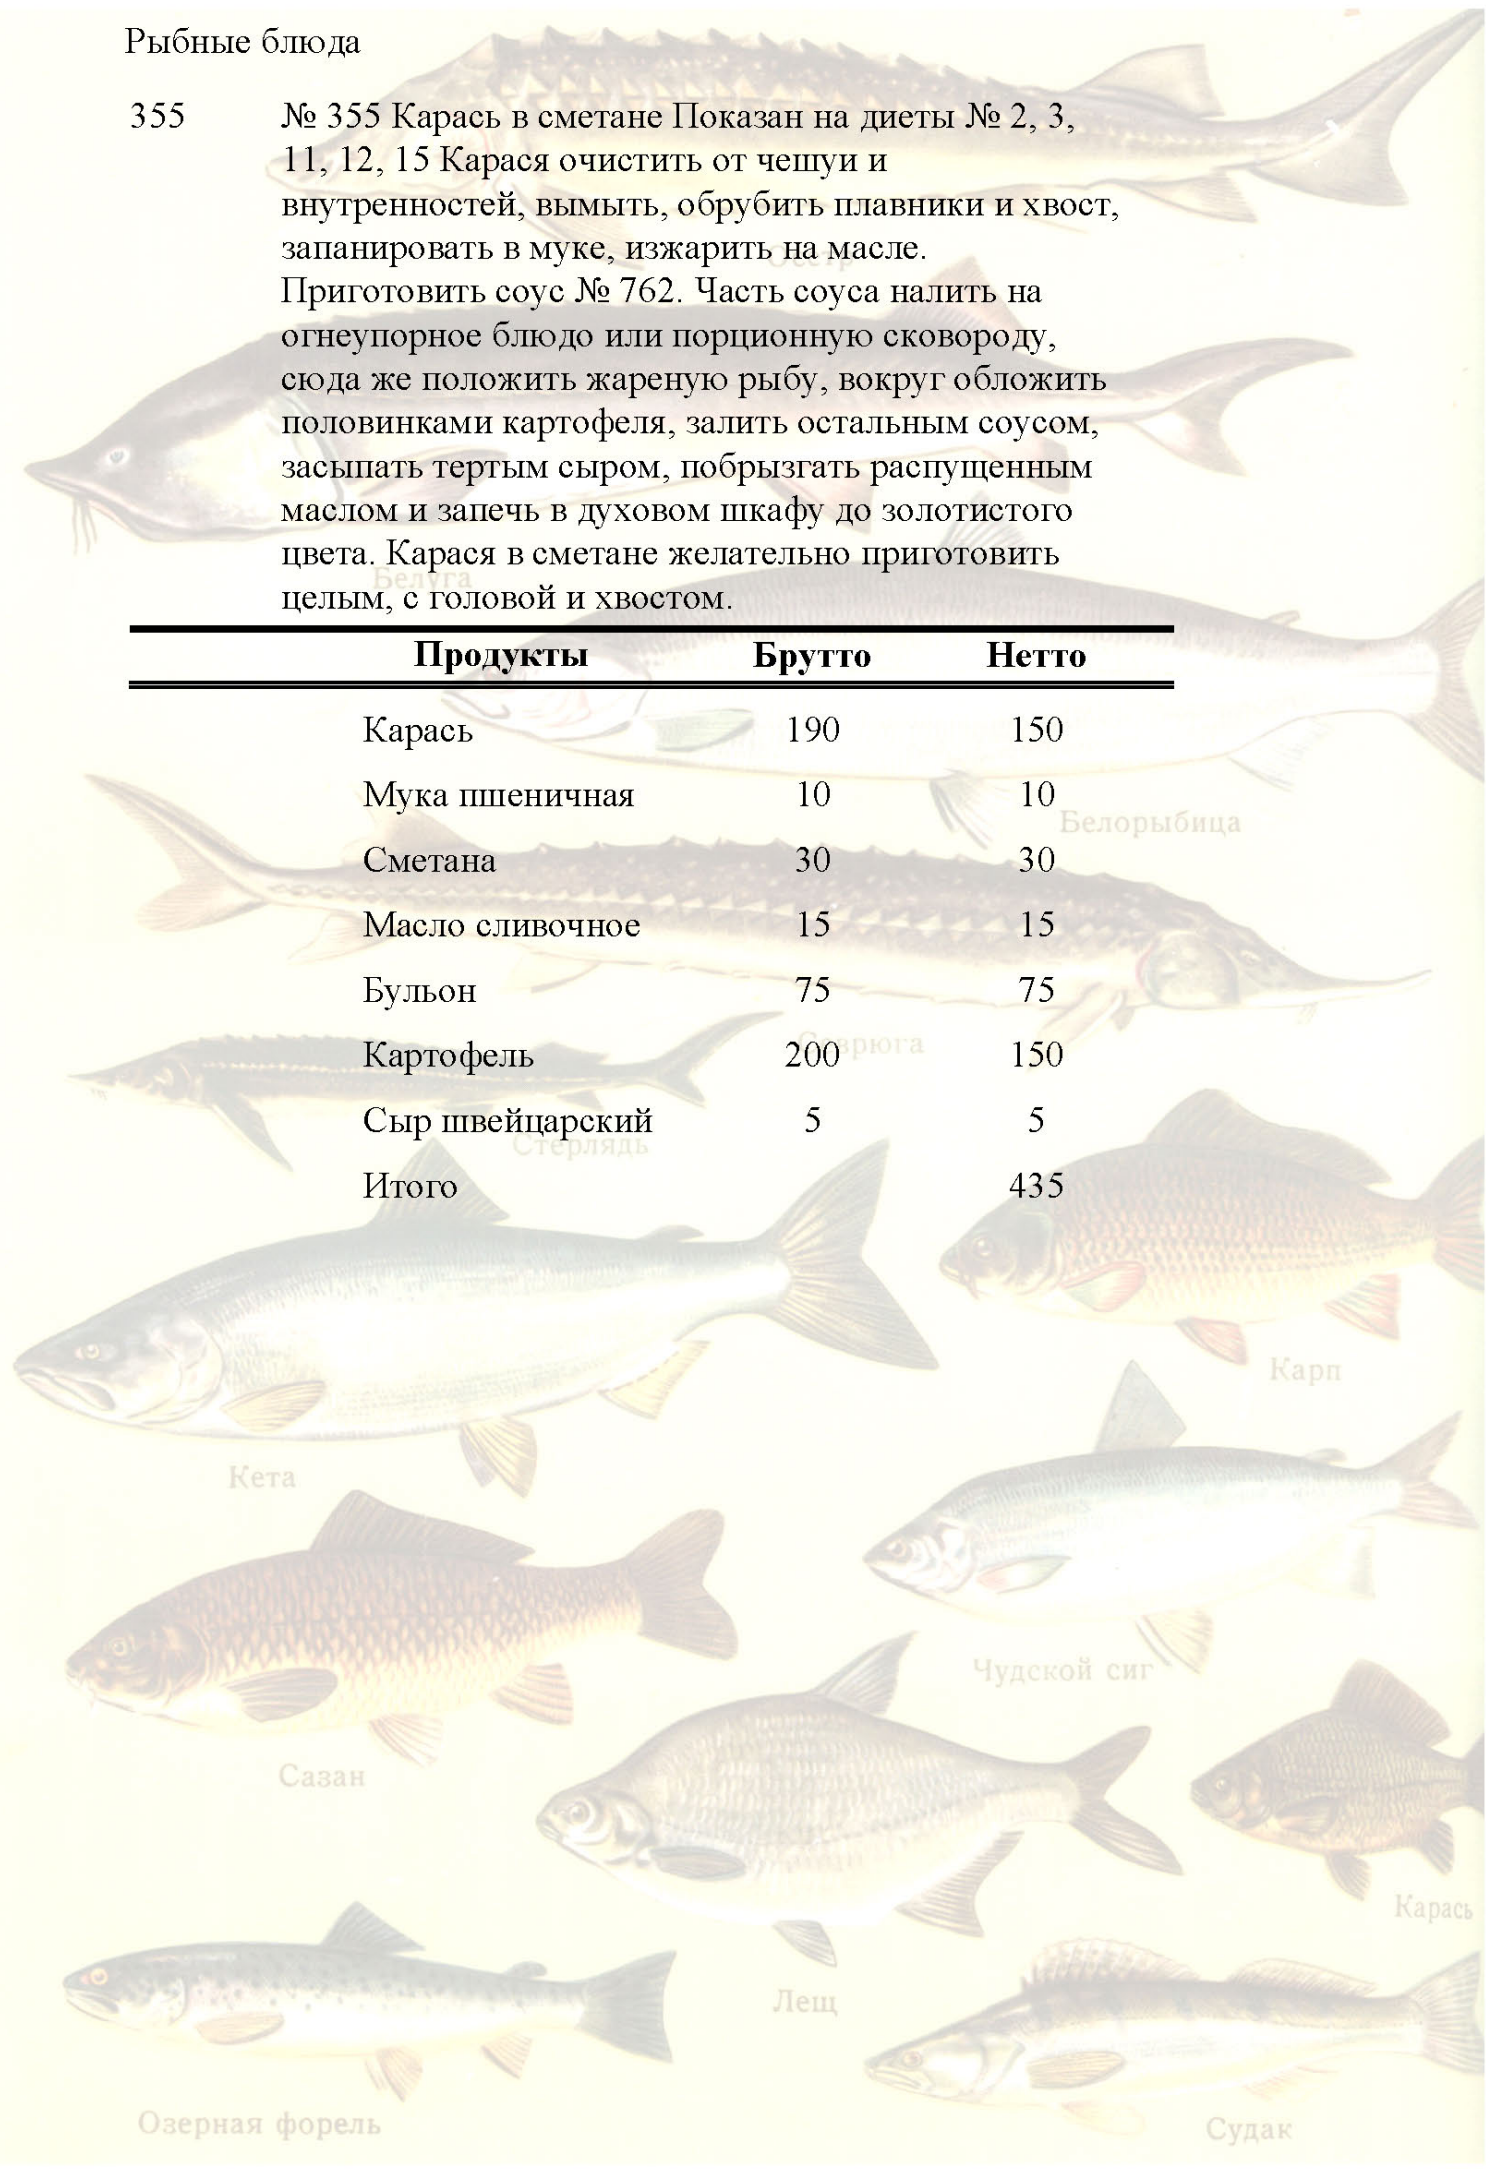 Рыбные блюда
355 № 355 Карась в сметане Показан на диеты № 2, 3,
11, 12, 15 Карася очистить от чешуи и
внутренностей, вымыть, обрубить плавники и хвост,
запанировать в муке, изжарить на масле.
Приготовить соус № 762. Часть соуса налить на
огнеупорное блюдо или порционную сковороду,
сюда же положить жареную рыбу, вокруг обложить
половинками картофеля, залить остальным соусом,
засыпать тертым сыром, побрызгать распущенным
маслом и запечь в духовом шкафу до золотистого
цвета. Карася в сметане желательно приготовить
целым, с головой и хвостом.
Белуга
Продукты Брутто Нетто
Карась 190 150
Мука пшеничная 10 10
Белорыбица
Сметана 30 30
Масло сливочное 15 15
Бульон 75 75
Картофель 200 150
Сыр швейцарский 5 5
Стерлядь
Итого 435
Карп
Кета
Чудской сиг
Сазан
Карась
Лещ
Озерная форель
Судак